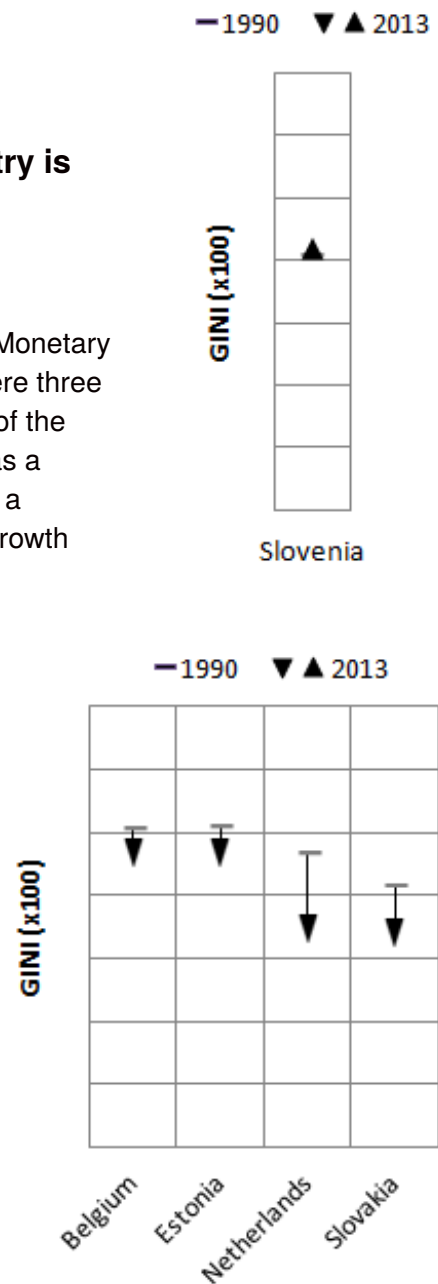 1990 2013
try is
GINI (x100)
Monetary
ere three
of the
as a
a
rowth
Slovenia
1990 2013
GINI (x100)
Belgium
Estonia
Netherlands
Slovakia